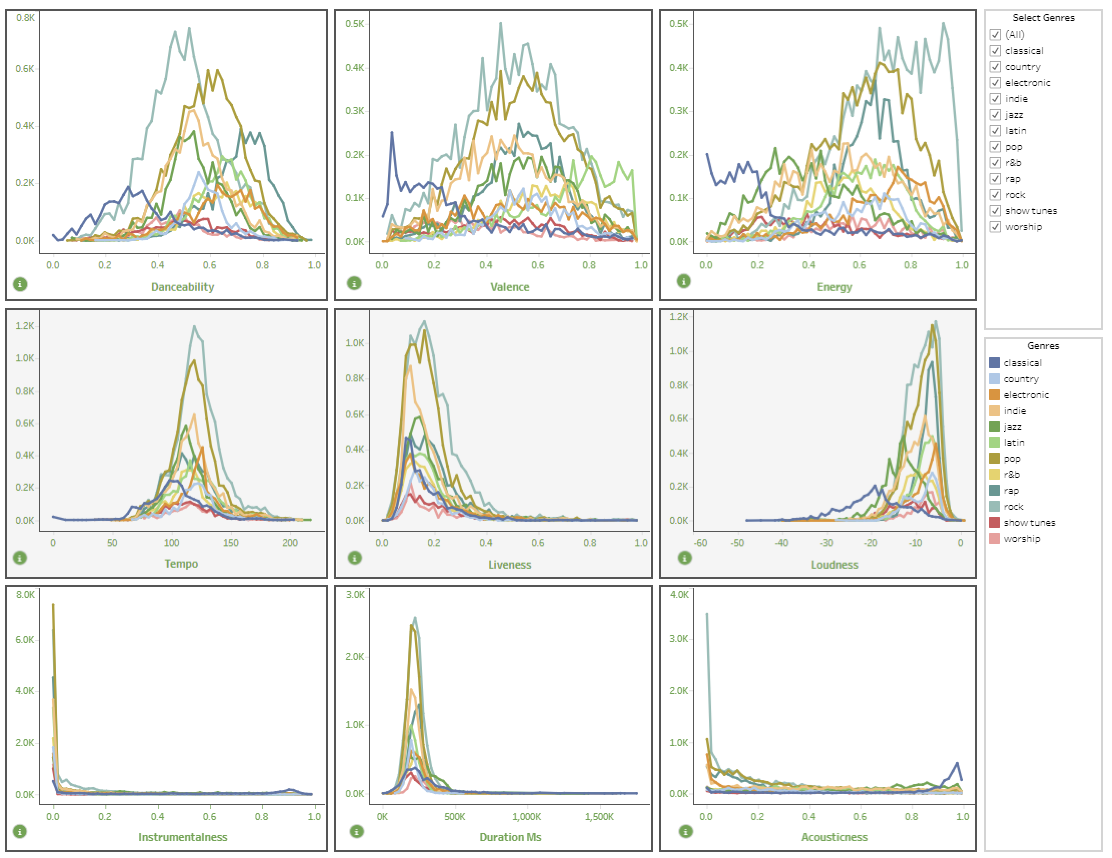 0.8K
0.6K
0.4K
0.2K
0.0K
0.0 0.2 0.4 0.6 0.8 1.0
i
Danceability
0.5K
0.4K
0.3K
0.2K
0.1K
0.0K
0.0 0.2 0.4 0.6 0.8 1.0
i
Valence
0.5K
0.4K
0.3K
0.2K
0.1K
0.0K
0.0 0.2 0.4 0.6 0.8 1.0
i
Energy
Select Genres
(All)
classical
country
electronic
indie
jazz
latin
pop
r&b
rap
rock
show tunes
worship
1.2K
1.0K
0.8K
0.6K
0.4K
0.2K
0.0K
0 50 100 150 200
i
Tempo
1.0K
0.8K
0.6K
0.4K
0.2K
0.0K
0.0 0.2 0.4 0.6 0.8 1.0
i
Liveness
1.2K
1.0K
0.8K
0.6K
0.4K
0.2K
0.0K
-60 -50 -40 -30 -20 -10 0
i
Loudness
Genres
classical
country
electronic
indie
jazz
latin
pop
r&b
rap
rock
show tunes
worship
8.0K
6.0K
4.0K
2.0K
0.0K
0.0 0.2 0.4 0.6 0.8 1.0
i
Instrumentalness
3.0K
2.0K
1.0K
0.0K
0K 500K 1,000K 1,500K
i
Duration Ms
4.0K
3.0K
2.0K
1.0K
0.0K
0.0 0.2 0.4 0.6 0.8 1.0
i
Acousticness